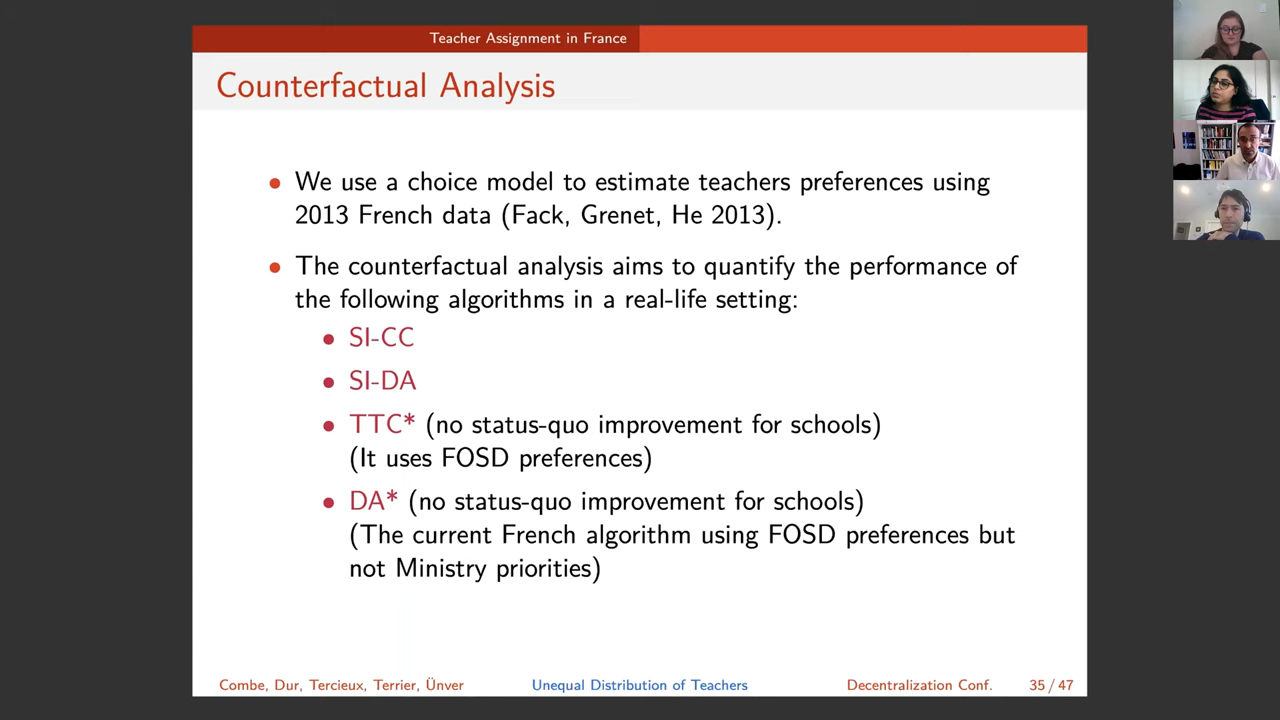 Teacher Assignment in France
Counterfactual Analysis
• We use a choice model to estimate teachers preferences using
2013 French data (Fack, Grenet, He 2013).
• The counterfactual analysis aims to quantify the performance of
the following algorithms in a real-life setting:
• SI-CC
• SI-DA
• TTC* (no status-quo improvement for schools)
(It uses FOSD preferences)
• DA* (no status-quo improvement for schools)
(The current French algorithm using FOSD preferences but
not Ministry priorities)
Combe, Dur, Tercieux, Terrier, Ünver Unequal Distribution of Teachers Decentralization Conf. 35 / 47